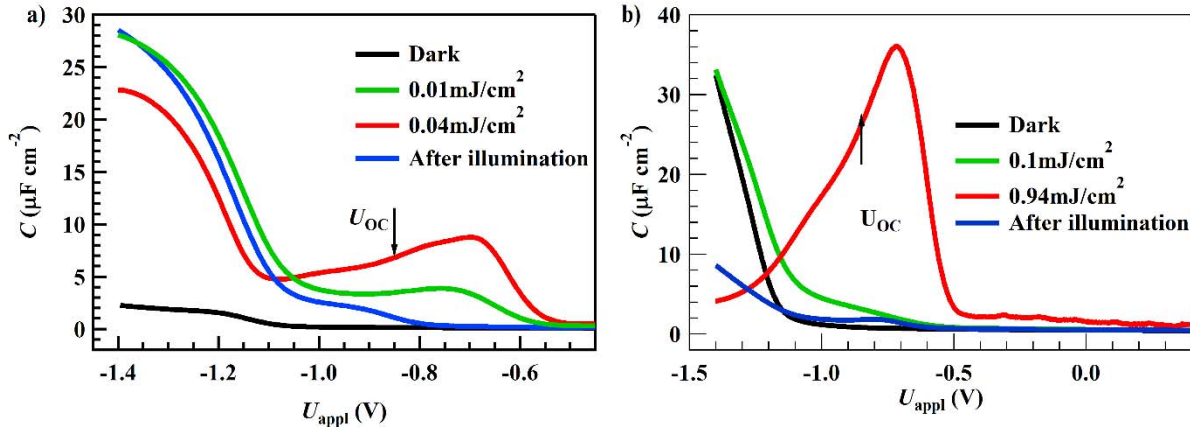 a)
30
25
20
15
10
5
0
C (μF cm⁻²)
Dark
0.01mJ/cm²
0.04mJ/cm²
After illumination
U_OC
-1.4
-1.2
-1.0
-0.8
-0.6
U_appl (V)
b)
40
30
20
10
0
C (μF cm⁻²)
Dark
0.1mJ/cm²
0.94mJ/cm²
After illumination
U_OC
-1.5
-1.0
-0.5
0.0
U_appl (V)